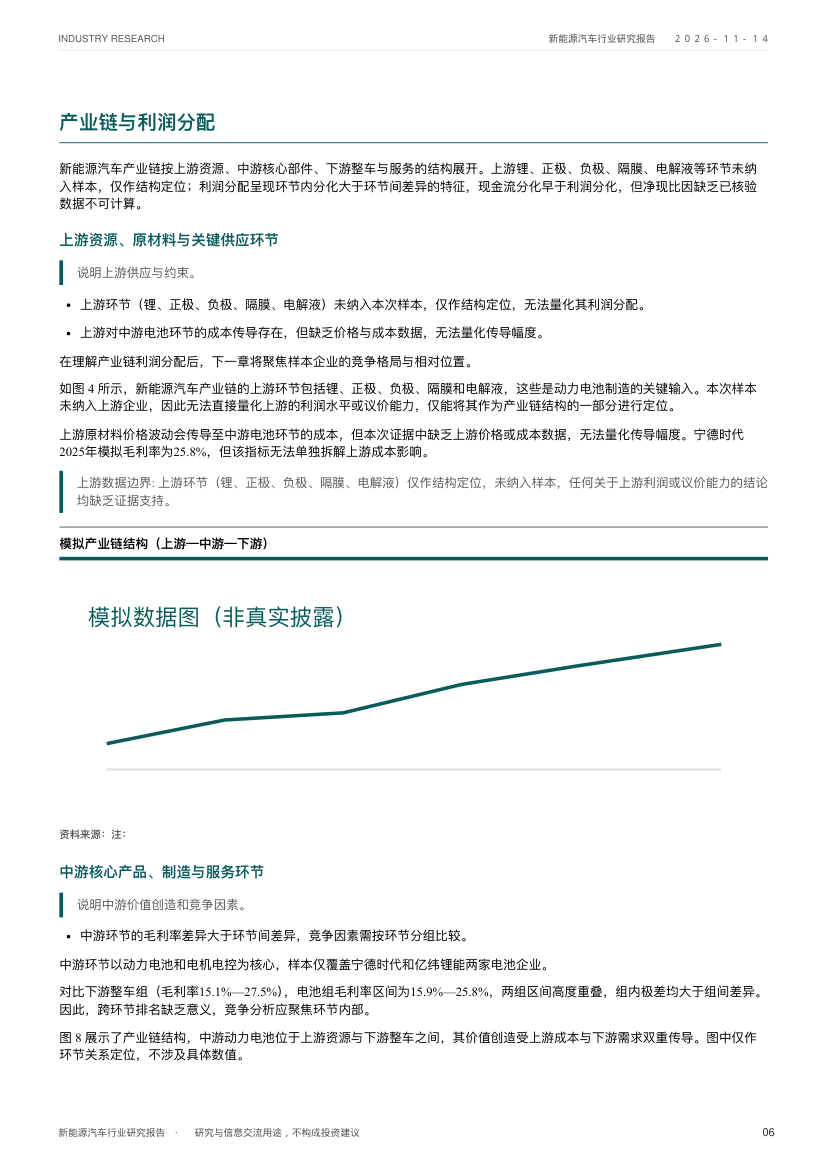 INDUSTRY RESEARCH
新能源汽车行业研究报告 2026-11-14
产业链与利润分配
新能源汽车产业链按上游资源、中游核心部件、下游整车与服务的结构展开。上游锂、正极、负极、隔膜、电解液等环节未纳
入样本，仅作结构定位；利润分配呈现环节内分化大于环节间差异的特征，现金流分化早于利润分化，但净现比因缺乏已核验
数据不可计算。
上游资源、原材料与关键供应环节
说明上游供应与约束。
• 上游环节（锂、正极、负极、隔膜、电解液）未纳入本次样本，仅作结构定位，无法量化其利润分配。
• 上游对中游电池环节的成本传导存在，但缺乏价格与成本数据，无法量化传导幅度。
在理解产业链利润分配后，下一章将聚焦样本企业的竞争格局与相对位置。
如图 4 所示，新能源汽车产业链的上游环节包括锂、正极、负极、隔膜和电解液，这些是动力电池制造的关键输入。本次样本
未纳入上游企业，因此无法直接量化上游的利润水平或议价能力，仅能将其作为产业链结构的一部分进行定位。
上游原材料价格波动会传导至中游电池环节的成本，但本次证据中缺乏上游价格或成本数据，无法量化传导幅度。宁德时代
2025年模拟毛利率为25.8%，但该指标无法单独拆解上游成本影响。
上游数据边界: 上游环节（锂、正极、负极、隔膜、电解液）仅作结构定位，未纳入样本，任何关于上游利润或议价能力的结论
均缺乏证据支持。
模拟产业链结构（上游—中游—下游）
模拟数据图（非真实披露）
资料来源：注：
中游核心产品、制造与服务环节
说明中游价值创造和竞争因素。
• 中游环节的毛利率差异大于环节间差异，竞争因素需按环节分组比较。
中游环节以动力电池和电机电控为核心，样本仅覆盖宁德时代和亿纬锂能两家电池企业。
对比下游整车组（毛利率15.1%—27.5%），电池组毛利率区间为15.9%—25.8%，两组区间高度重叠，组内极差均大于组间差异。
因此，跨环节排名缺乏意义，竞争分析应聚焦环节内部。
图 8 展示了产业链结构，中游动力电池位于上游资源与下游整车之间，其价值创造受上游成本与下游需求双重传导。图中仅作
环节关系定位，不涉及具体数值。
新能源汽车行业研究报告 · 研究与信息交流用途，不构成投资建议
06